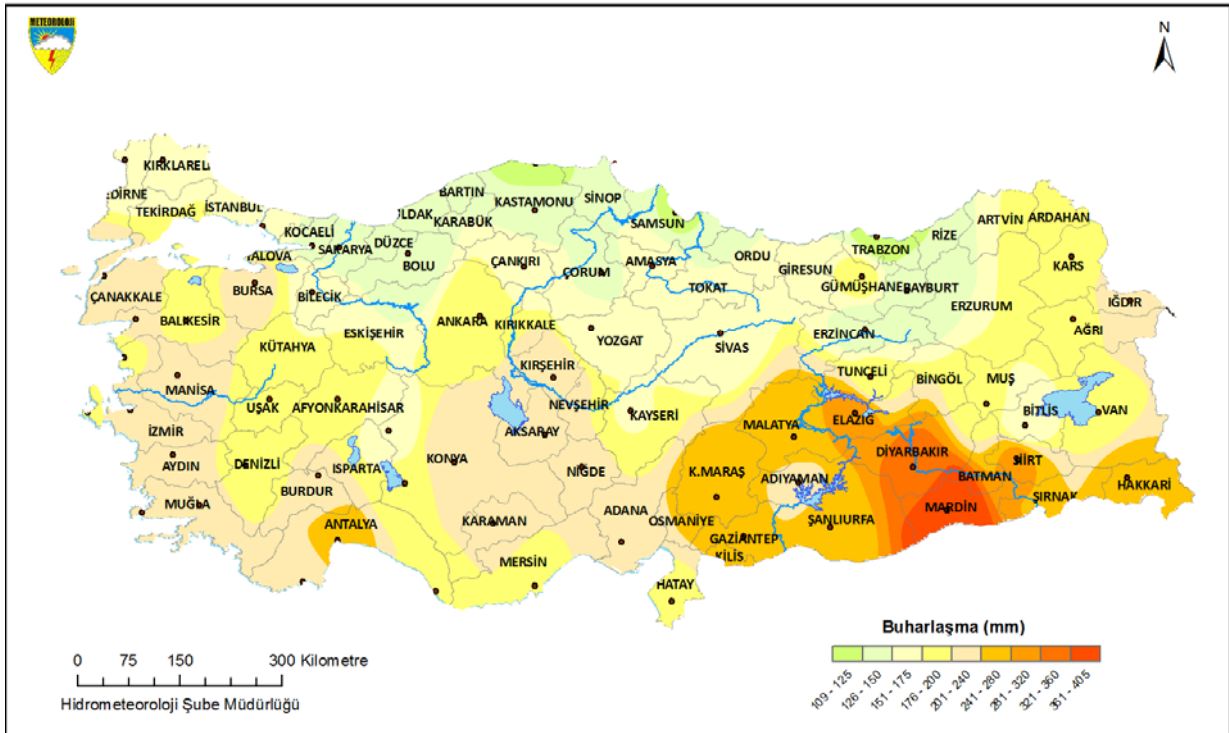 METEOROLOJİ
N
KIRKLARELİ
EDİRNE
TEKİRDAĞ
İSTANBUL
KOCAELİ
YALOVA
SAKARYA
DÜZCE
BOLU
BARTIN
ULDAK
KARABÜK
KASTAMONU
SİNOP
SAMSUN
ÇANKIRI
ÇORUM
AMASYA
TOKAT
ORDU
GİRESUN
TRABZON
RİZE
ARTVİN
ARDAHAN
KARS
GÜMÜŞHANE
BAYBURT
ERZURUM
IĞDIR
AĞRI
ÇANAKKALE
BURSA
BİLECİK
BALIKESİR
ESKİŞEHİR
ANKARA
KIRIKKALE
YOZGAT
SİVAS
ERZİNCAN
KÜTAHYA
KIRŞEHİR
TUNCELİ
BİNGÖL
MUŞ
BİTLİS
VAN
MANİSA
UŞAK
AFYONKARAHİSAR
NEVŞEHİR
KAYSERİ
AKSARAY
MALATYA
ELAZIĞ
İZMİR
DİYARBAKIR
BATMAN
SİİRT
AYDIN
DENİZLİ
ISPARTA
BURDUR
KONYA
NİĞDE
K.MARAŞ
ADIYAMAN
MARDİN
ŞIRNAK
HAKKARİ
MUĞLA
ANTALYA
KARAMAN
ADANA
OSMANİYE
GAZİANTEP
KİLİS
ŞANLIURFA
MERSİN
HATAY
0 75 150 300 Kilometre
Hidrometeoroloji Şube Müdürlüğü
Buharlaşma (mm)
109 - 125
126 - 150
151 - 175
176 - 200
201 - 240
241 - 280
281 - 320
321 - 360
351 - 405